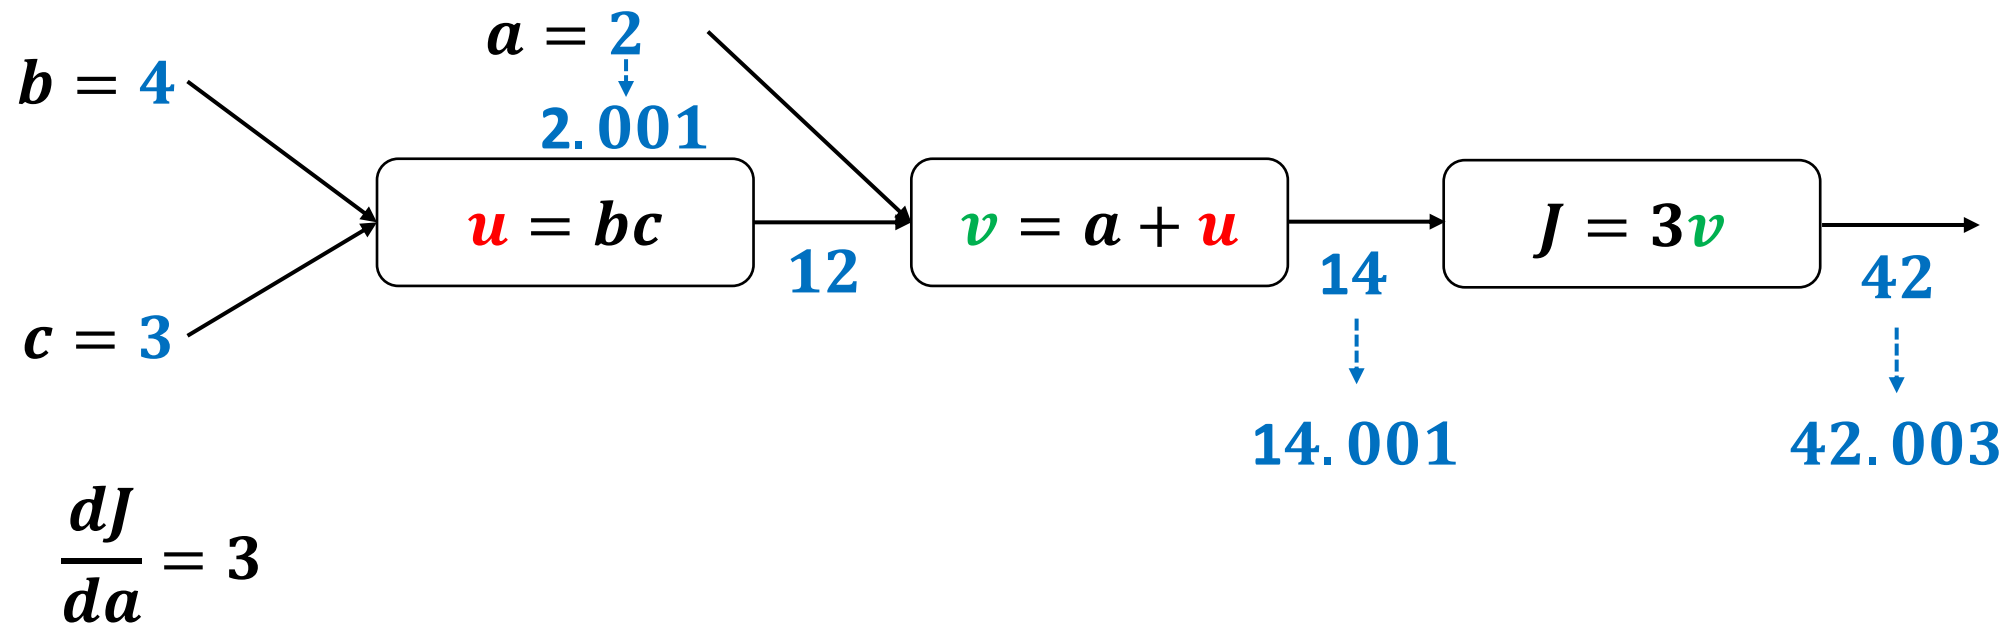 a = 2
b = 4
2.001
u = bc
v = a + u
J = 3v
12
14
42
c = 3
14.001
42.003
dJ/da = 3